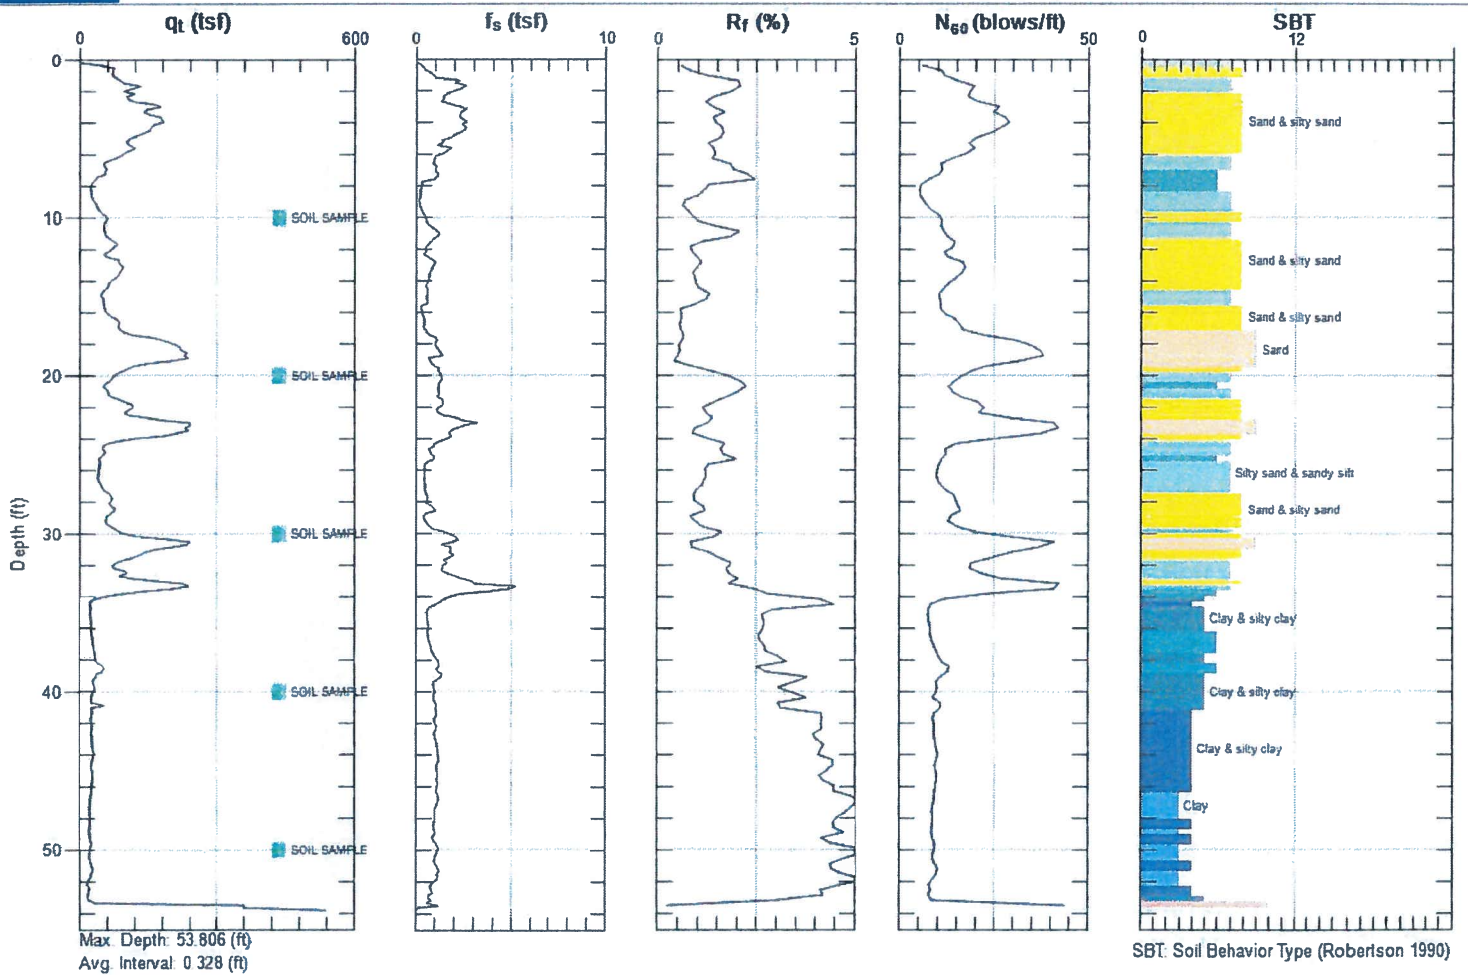 qt (tsf) fs (tsf) Rf (%) N60 (blows/ft) SBT
0 600 0 10 0 5 0 50 0 12
0
Sand & silty sand
10 SOIL SAMPLE
Sand & silty sand
Sand & silty sand
Sand
20 SOIL SAMPLE
Silty sand & sandy silt
Sand & silty sand
30 SOIL SAMPLE
Depth (ft)
Clay & silty clay
40 SOIL SAMPLE Clay & silty clay
Clay & silty clay
Clay
50 SOIL SAMPLE
Max. Depth: 53.806 (ft)
Avg. Interval: 0.328 (ft)
SBT: Soil Behavior Type (Robertson 1990)